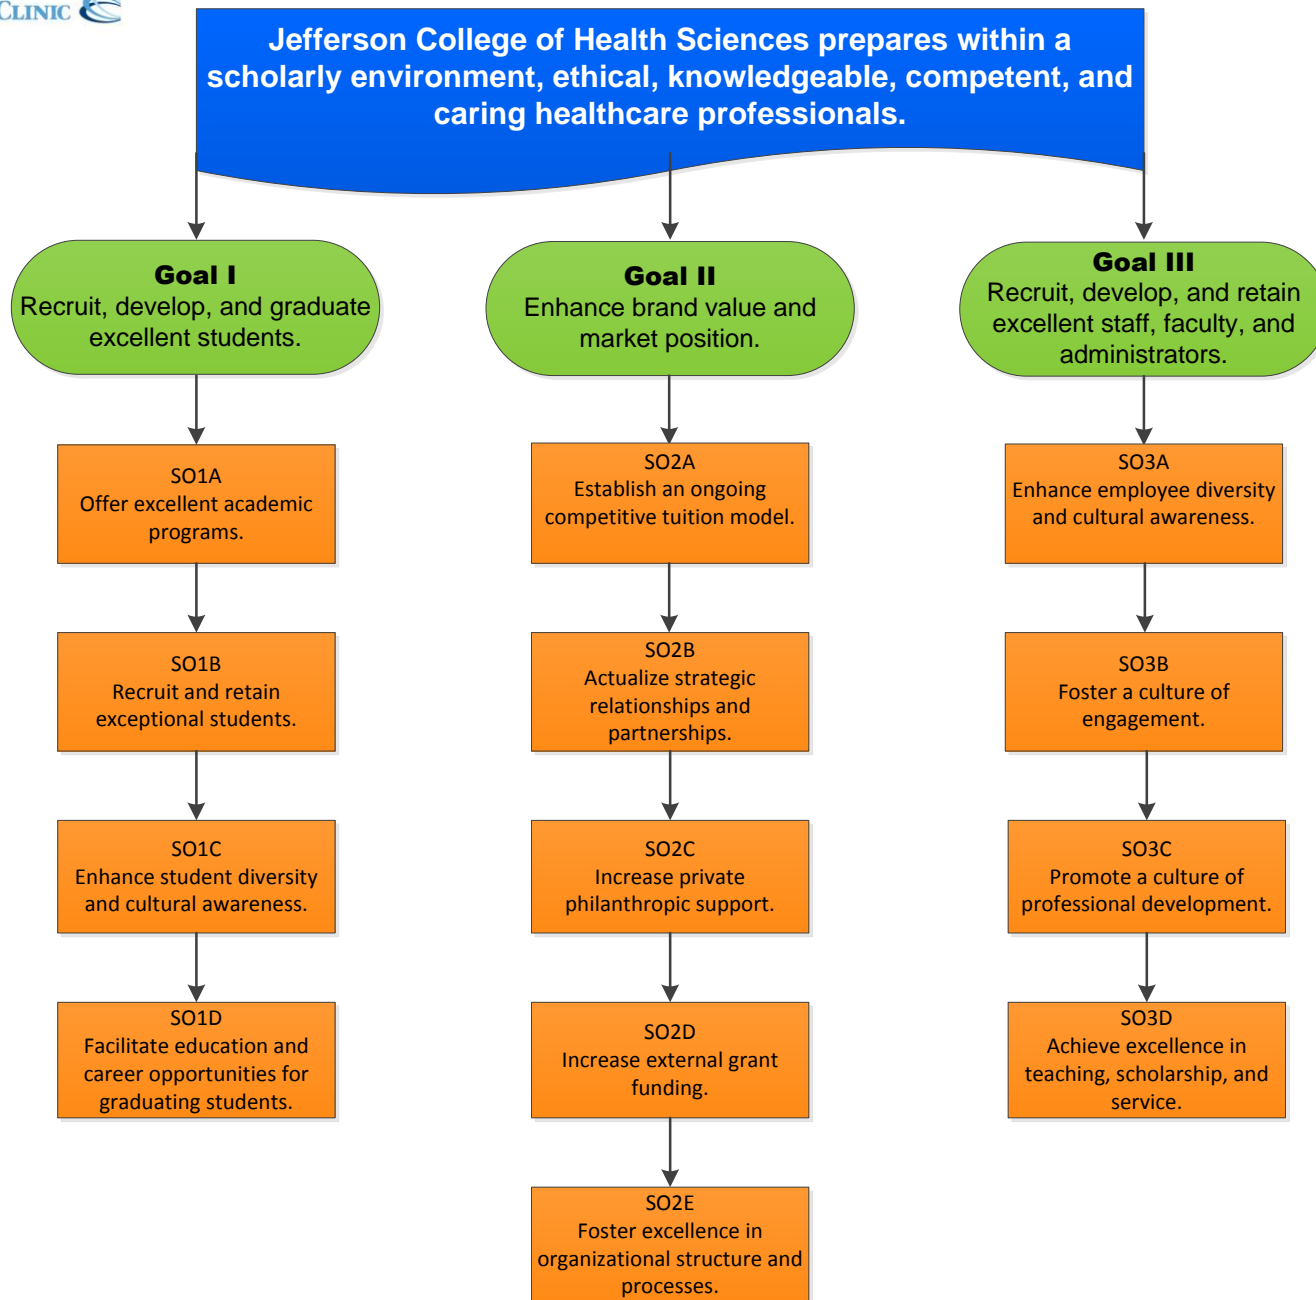 CLINIC
Jefferson College of Health Sciences prepares within a
scholarly environment, ethical, knowledgeable, competent, and
caring healthcare professionals.
Goal I
Recruit, develop, and graduate
excellent students.
Goal II
Enhance brand value and
market position.
Goal III
Recruit, develop, and retain
excellent staff, faculty, and
administrators.
SO1A
Offer excellent academic
programs.
SO1B
Recruit and retain
exceptional students.
SO1C
Enhance student diversity
and cultural awareness.
SO1D
Facilitate education and
career opportunities for
graduating students.
SO2A
Establish an ongoing
competitive tuition model.
SO2B
Actualize strategic
relationships and
partnerships.
SO2C
Increase private
philanthropic support.
SO2D
Increase external grant
funding.
SO2E
Foster excellence in
organizational structure and
processes.
SO3A
Enhance employee diversity
and cultural awareness.
SO3B
Foster a culture of
engagement.
SO3C
Promote a culture of
professional development.
SO3D
Achieve excellence in
teaching, scholarship, and
service.